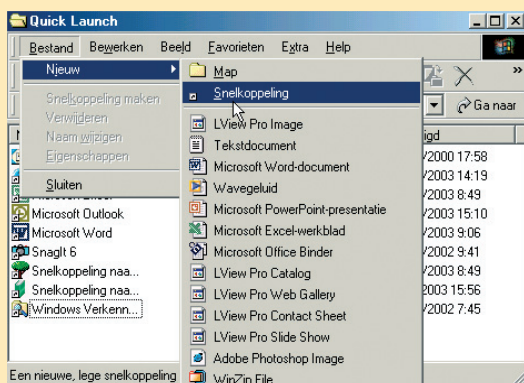 Quick Launch
Bestand Bewerken Beeld Favorieten Extra Help
Nieuw
Snelkoppeling maken
Verwijderen
Naam wijzigen
Eigenschappen
Sluiten
Map
Snelkoppeling
LView Pro Image
Tekstdocument
Microsoft Word-document
Wavegeluid
Microsoft PowerPoint-presentatie
Microsoft Excel-werkblad
Microsoft Office Binder
LView Pro Catalog
LView Pro Web Gallery
LView Pro Contact Sheet
LView Pro Slide Show
Adobe Photoshop Image
WinZip File
»
Ga naar
igd
/2000 17:58
/2003 14:19
/2003 8:49
Microsoft Outlook /2003 15:10
Microsoft Word /2003 9:06
SnagIt 6 /2002 9:41
Snelkoppeling naa... /2003 8:49
Snelkoppeling naa... 2003 15:56
Windows Verkenn... /2002 7:45
Een nieuwe, lege snelkoppeling